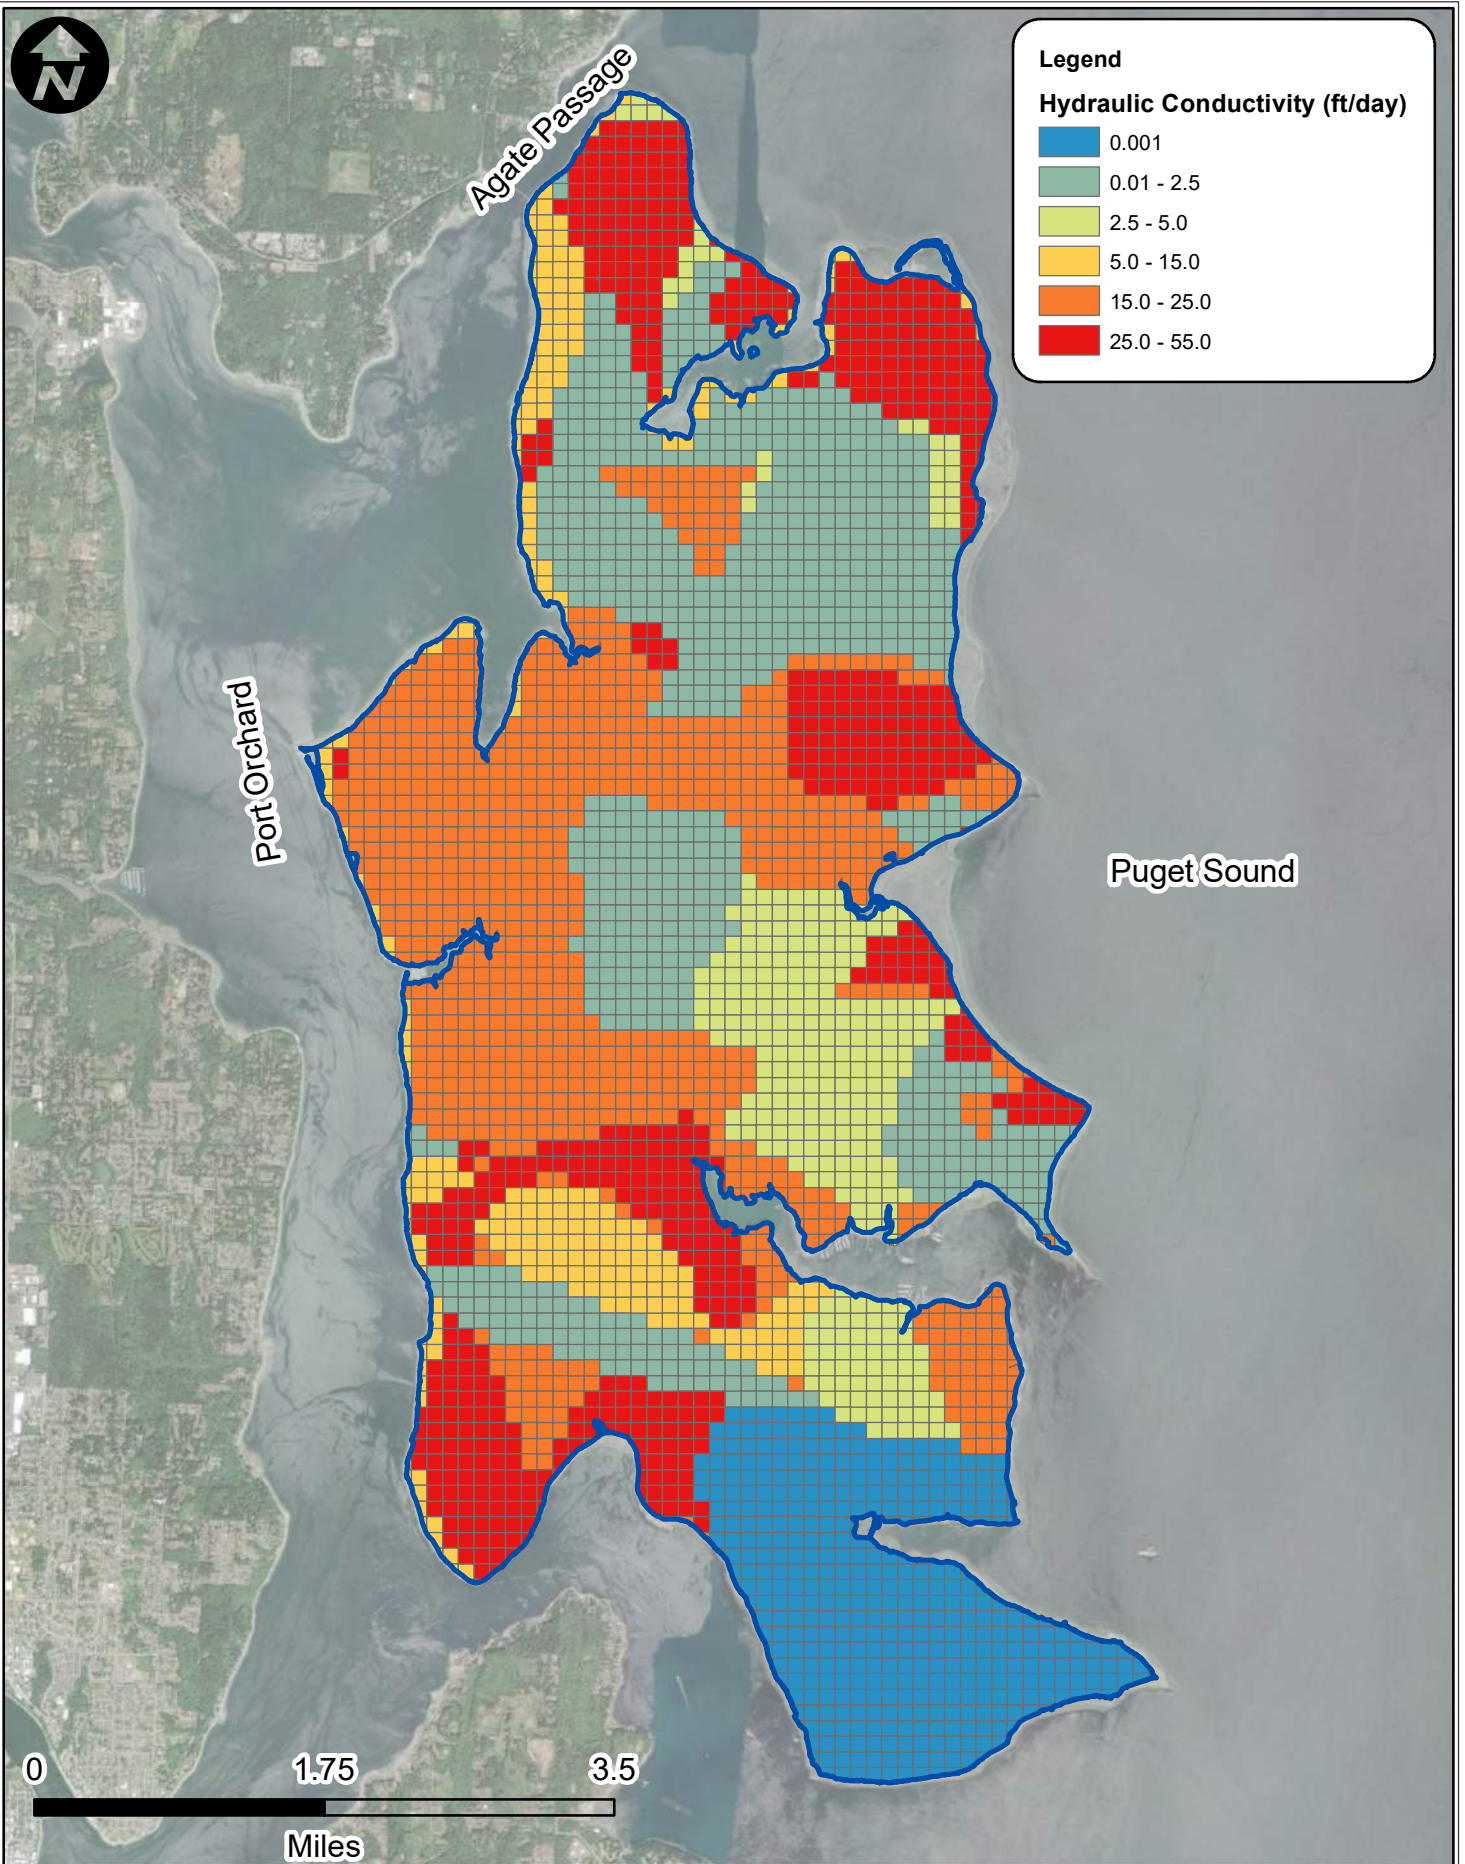 N
Agate Passage
Legend
Hydraulic Conductivity (ft/day)
0.001
0.01 - 2.5
2.5 - 5.0
5.0 - 15.0
15.0 - 25.0
25.0 - 55.0
Port Orchard
Puget Sound
0 1.75 3.5
Miles